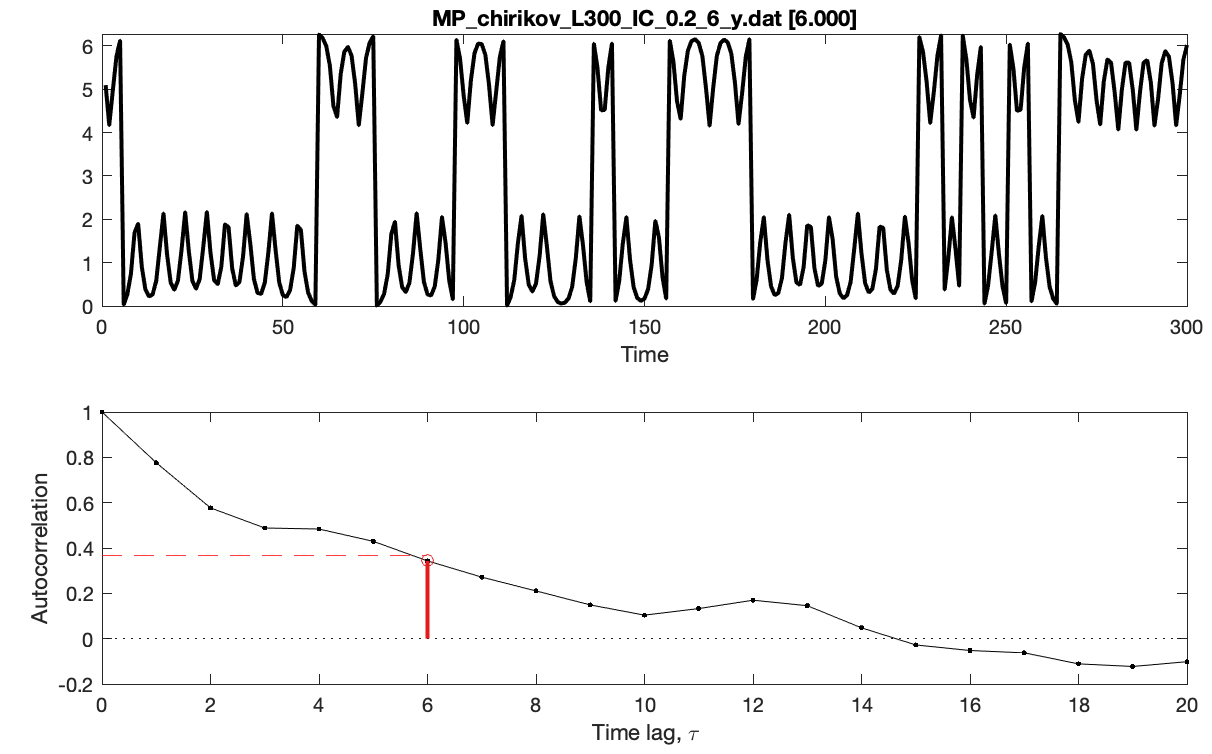 MP_chirikov_L300_IC_0.2_6_y.dat [6.000]
6
5
4
3
2
1
0
0 50 100 150 200 250 300
Time
Autocorrelation
1
0.8
0.6
0.4
0.2
0
-0.2
0 2 4 6 8 10 12 14 16 18 20
Time lag, τ